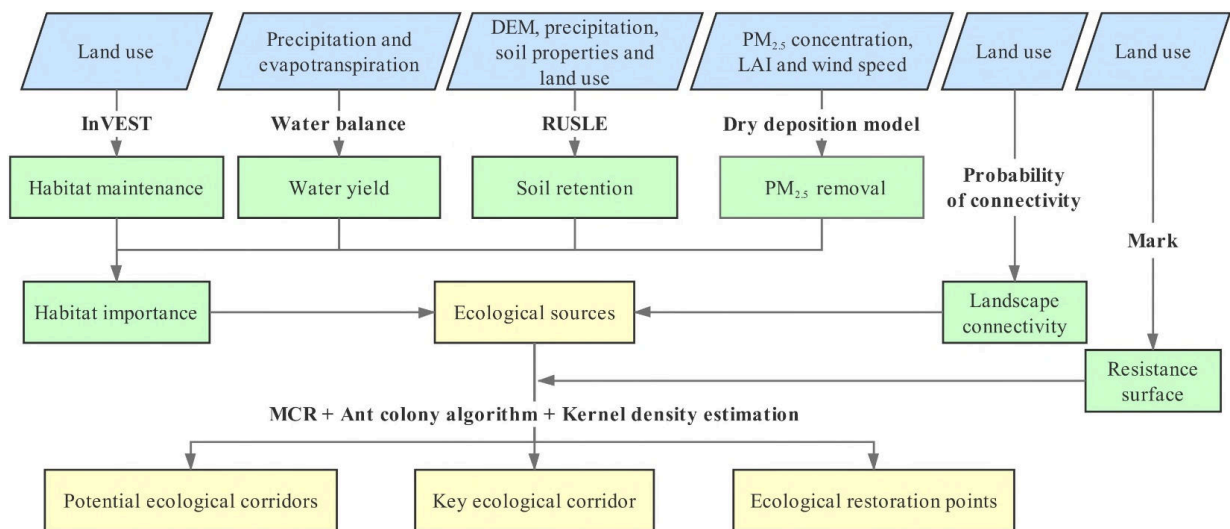 Land use
Precipitation and
evapotranspiration
DEM, precipitation,
soil properties and
land use
PM₂.₅ concentration,
LAI and wind speed
Land use
Land use
InVEST
Water balance
RUSLE
Dry deposition model
Habitat maintenance
Water yield
Soil retention
PM₂.₅ removal
Probability
of connectivity
Mark
Habitat importance
Ecological sources
Landscape
connectivity
Resistance
surface
MCR + Ant colony algorithm + Kernel density estimation
Potential ecological corridors
Key ecological corridor
Ecological restoration points